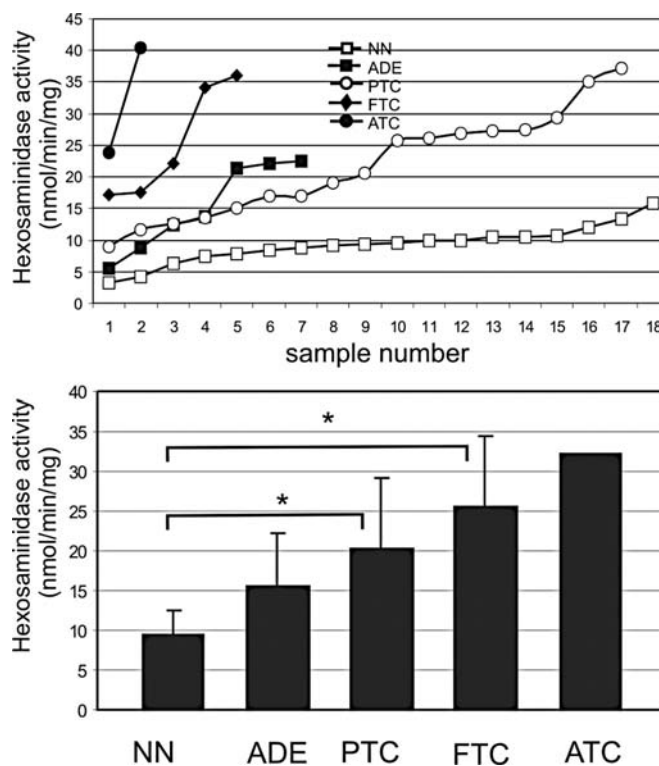 Hexosaminidase activity
(nmol/min/mg)
45
40
35
30
25
20
15
10
5
0
NN
ADE
PTC
FTC
ATC
1 2 3 4 5 6 7 8 9 10 11 12 13 14 15 16 17 18
sample number
Hexosaminidase activity
(nmol/min/mg)
40
35
30
25
20
15
10
5
0
*
*
NN ADE PTC FTC ATC